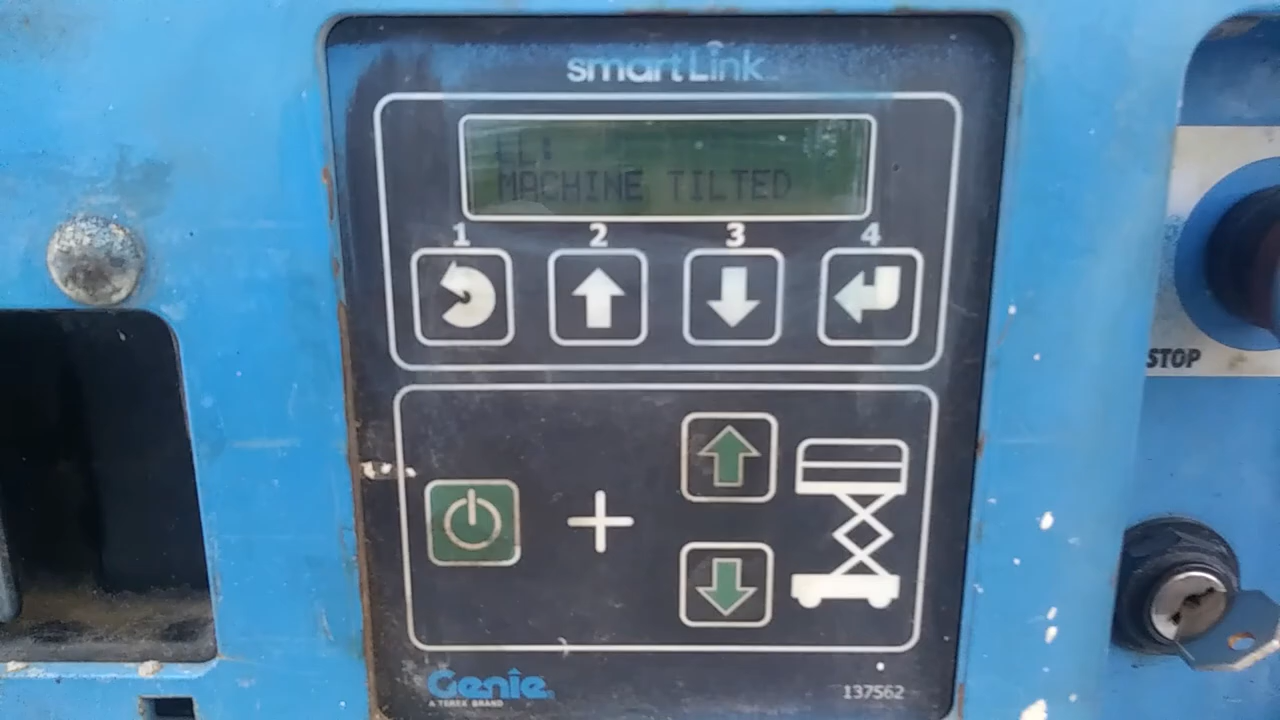 smartLink
LL:
MACHINE TILTED
1 2 3 4
STOP
Genie
A TEREX BRAND
137562